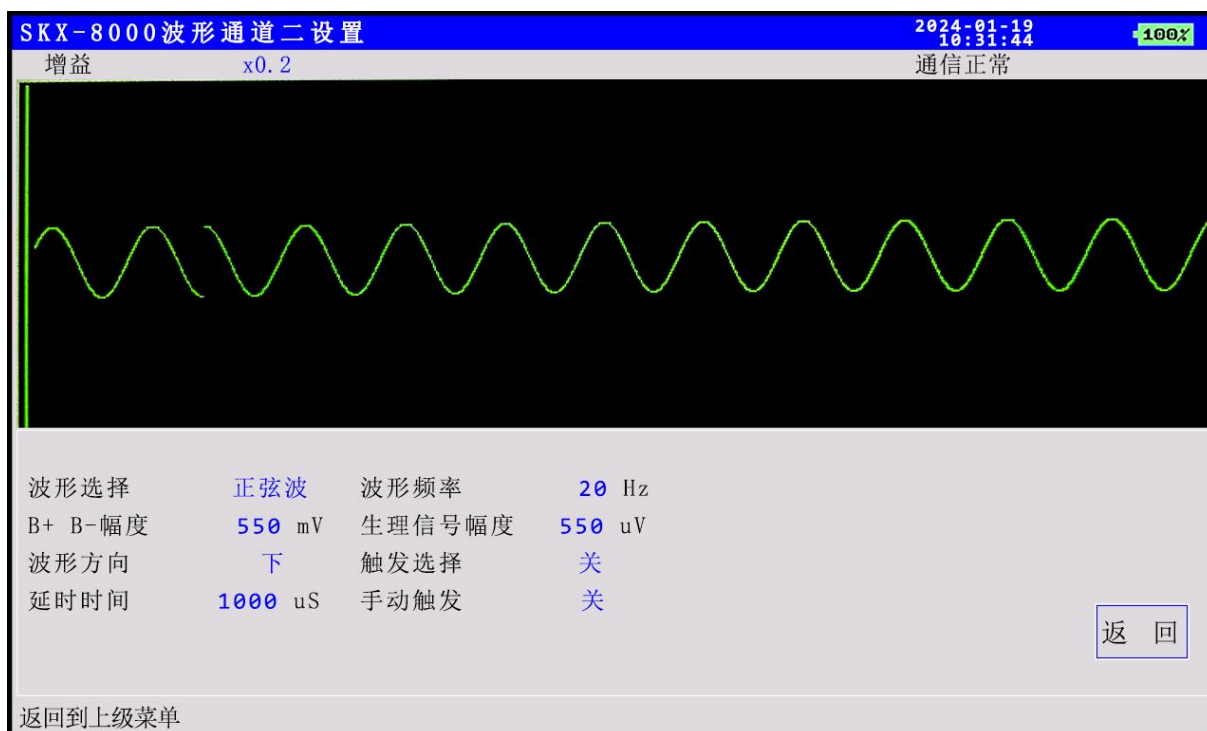 SKX-8000波形通道二设置 2024-01-19 10:31:44 100%
增益 x0.2 通信正常
波形选择 正弦波 波形频率 20 Hz
B+ B-幅度 550 mV 生理信号幅度 550 uV
波形方向 下 触发选择 关
延时时间 1000 uS 手动触发 关
返 回
返回到上级菜单